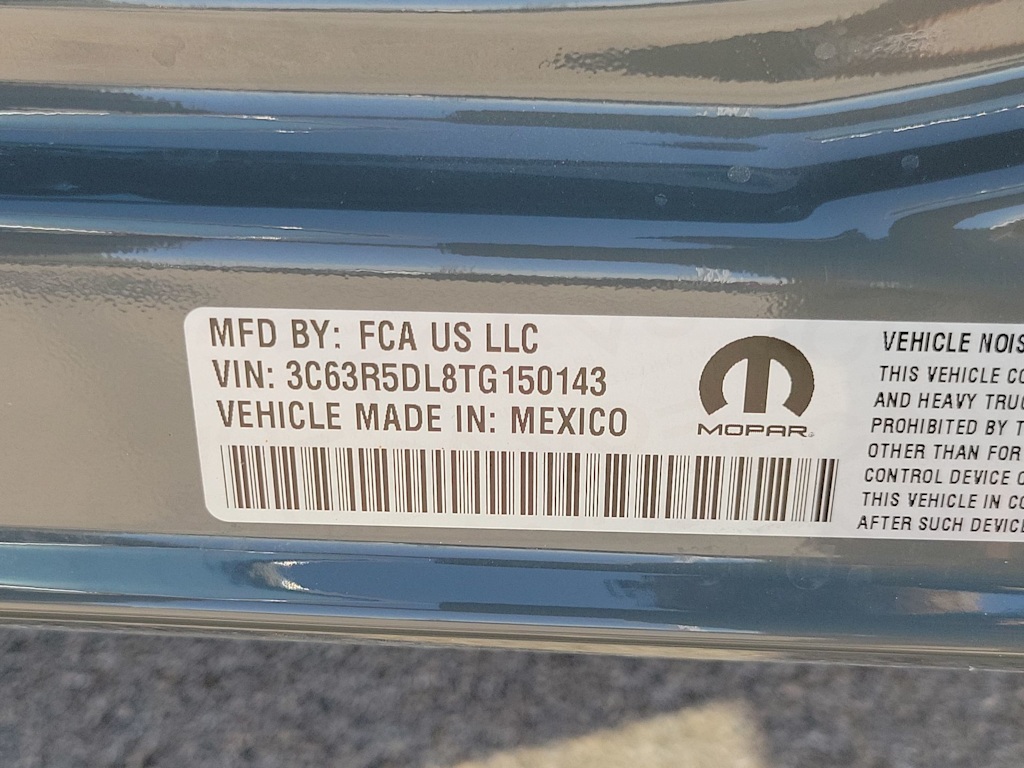 MFD BY: FCA US LLC
VIN: 3C63R5DL8TG150143
VEHICLE MADE IN: MEXICO
MOPAR
VEHICLE NOIS
THIS VEHICLE CO
AND HEAVY TRUC
PROHIBITED BY T
OTHER THAN FOR
CONTROL DEVICE O
THIS VEHICLE IN CO
AFTER SUCH DEVICE